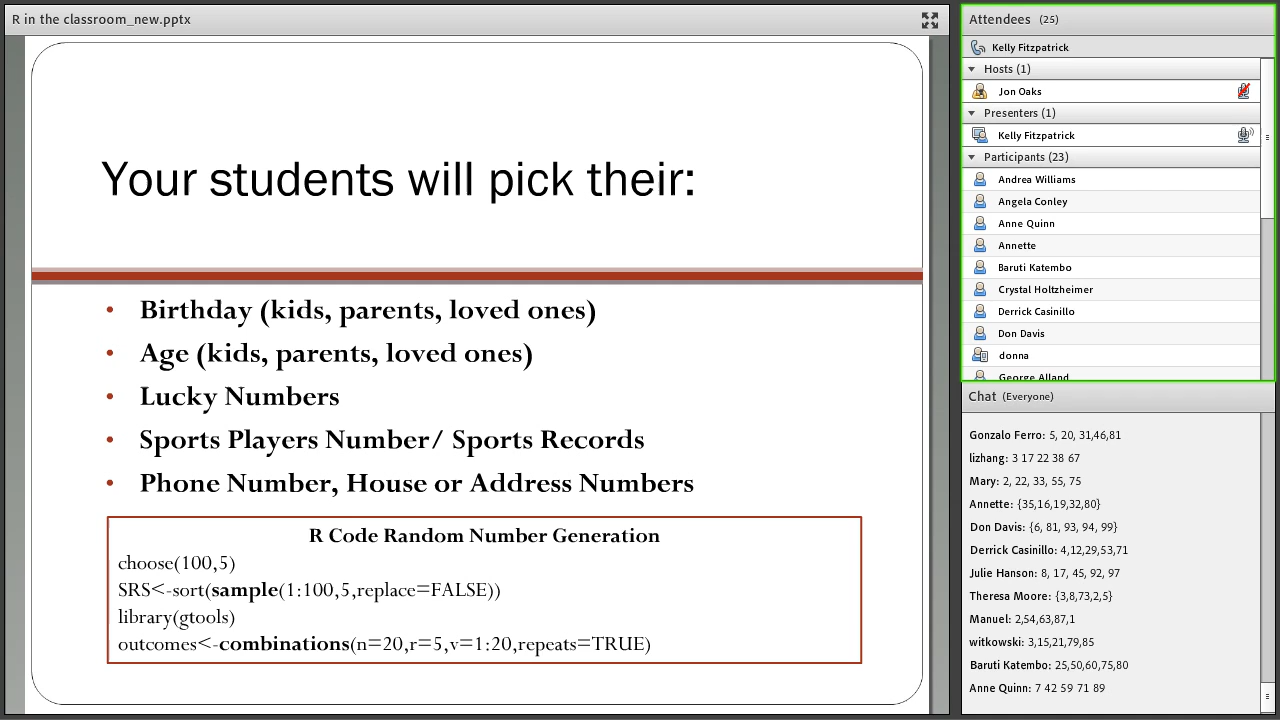 R in the classroom_new.pptx
Your students will pick their:
• Birthday (kids, parents, loved ones)
• Age (kids, parents, loved ones)
• Lucky Numbers
• Sports Players Number/ Sports Records
• Phone Number, House or Address Numbers
R Code Random Number Generation
choose(100,5)
SRS<-sort(sample(1:100,5,replace=FALSE))
library(gtools)
outcomes<-combinations(n=20,r=5,v=1:20,repeats=TRUE)
Attendees (25)
Kelly Fitzpatrick
Hosts (1)
Jon Oaks
Presenters (1)
Kelly Fitzpatrick
Participants (23)
Andrea Williams
Angela Conley
Anne Quinn
Annette
Baruti Katembo
Crystal Holtzheimer
Derrick Casinillo
Don Davis
donna
George Alland
Chat (Everyone)
Gonzalo Ferro: 5, 20, 31,46,81
lizhang: 3 17 22 38 67
Mary: 2, 22, 33, 55, 75
Annette: {35,16,19,32,80}
Don Davis: {6, 81, 93, 94, 99}
Derrick Casinillo: 4,12,29,53,71
Julie Hanson: 8, 17, 45, 92, 97
Theresa Moore: {3,8,73,2,5}
Manuel: 2,54,63,87,1
witkowski: 3,15,21,79,85
Baruti Katembo: 25,50,60,75,80
Anne Quinn: 7 42 59 71 89